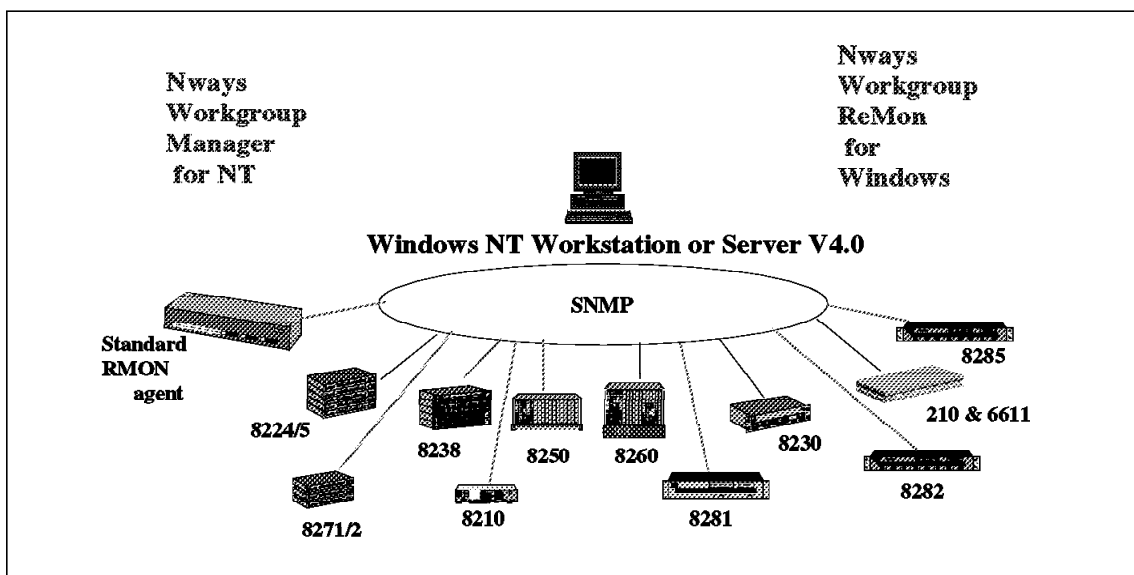 Nways
Workgroup
Manager
for NT
Nways
Workgroup
ReMon
for
Windows
Windows NT Workstation or Server V4.0
SNMP
Standard
RMON
agent
8285
210 & 6611
8224/5
8238
8250
8260
8230
8282
8271/2
8210
8281